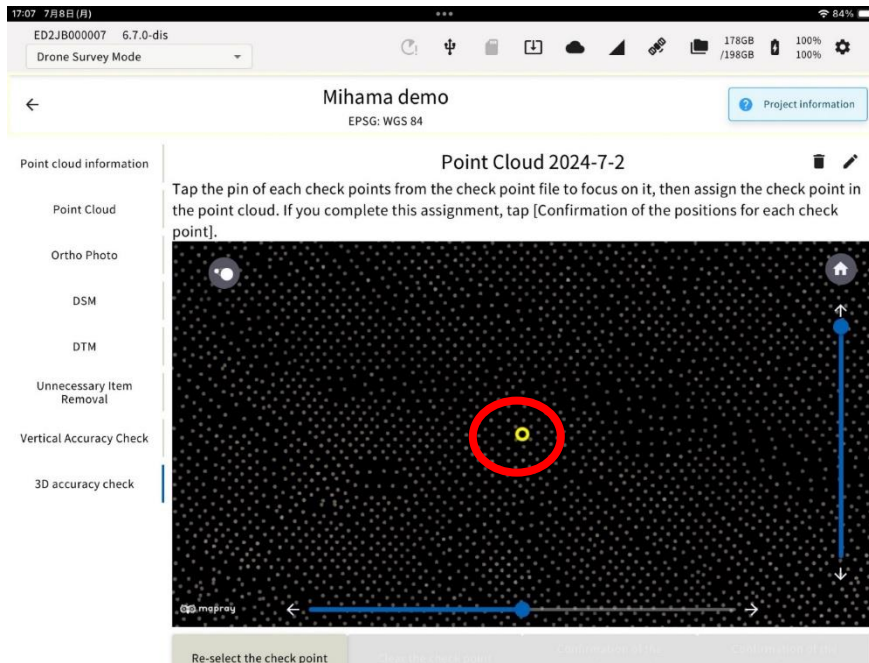 17:07 7月8日(月)
84%
ED2JB000007 6.7.0-dis
Drone Survey Mode
178GB
/198GB
100%
100%
Mihama demo
EPSG: WGS 84
Project information
Point cloud information
Point Cloud
Ortho Photo
DSM
DTM
Unnecessary Item
Removal
Vertical Accuracy Check
3D accuracy check
Point Cloud 2024-7-2
Tap the pin of each check points from the check point file to focus on it, then assign the check point in
the point cloud. If you complete this assignment, tap [Confirmation of the positions for each check
point].
mapray
Re-select the check point